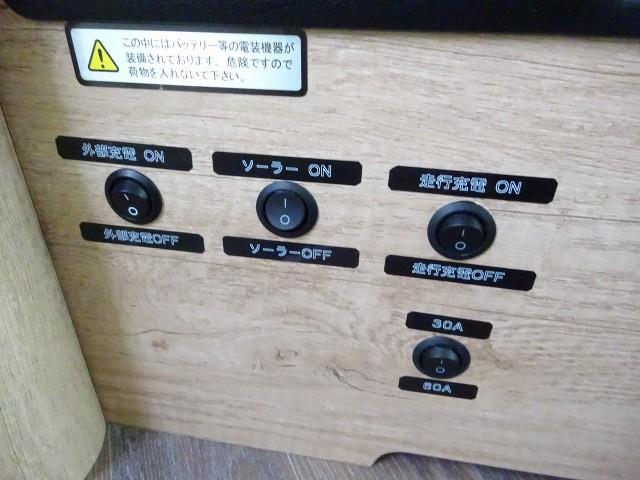 この中にはバッテリー等の電装機器が
装備されております。危険ですので
荷物を入れないで下さい。
外部充電 ON
外部充電OFF
ソーラー ON
ソーラーOFF
走行充電 ON
走行充電OFF
30A
60A